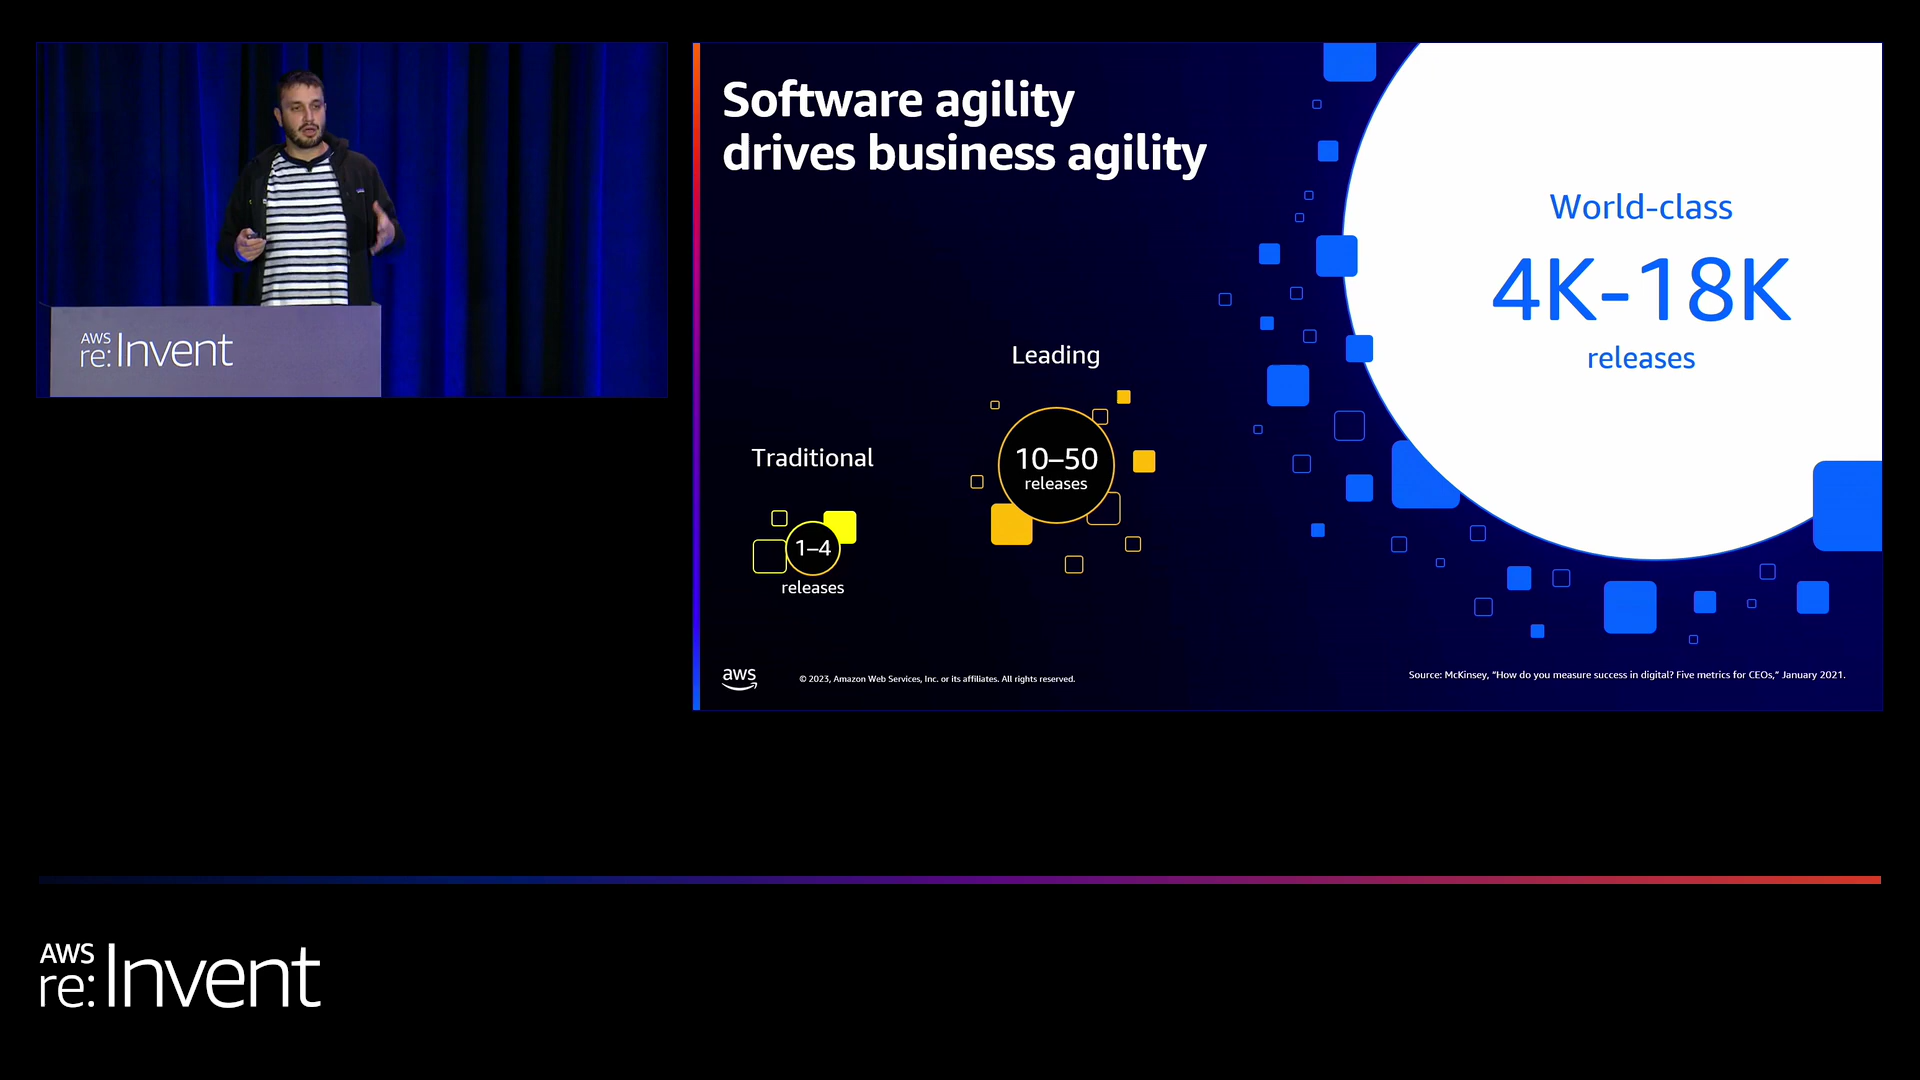 AWS
re:Invent
Software agility
drives business agility
Traditional
1–4
releases
Leading
10–50
releases
World-class
4K-18K
releases
aws
© 2023, Amazon Web Services, Inc. or its affiliates. All rights reserved.
Source: McKinsey, “How do you measure success in digital? Five metrics for CEOs,” January 2021.
AWS
re:Invent